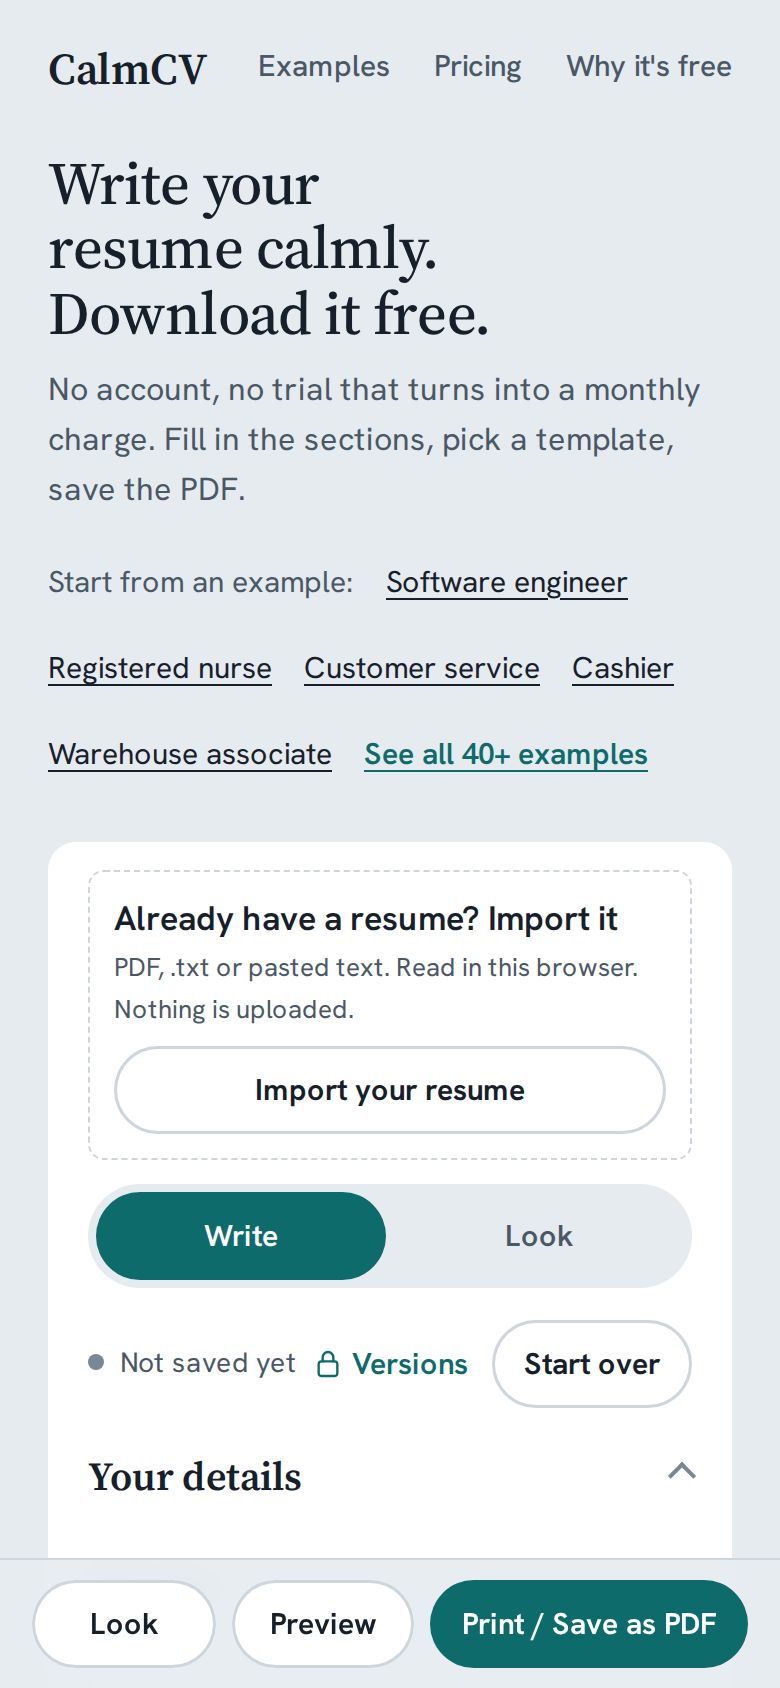 CalmCV Examples Pricing Why it's free
Write your
resume calmly.
Download it free.
No account, no trial that turns into a monthly
charge. Fill in the sections, pick a template,
save the PDF.
Start from an example: Software engineer
Registered nurse Customer service Cashier
Warehouse associate See all 40+ examples
Already have a resume? Import it
PDF, .txt or pasted text. Read in this browser.
Nothing is uploaded.
Import your resume
Write Look
Not saved yet Versions Start over
Your details
Look Preview Print / Save as PDF